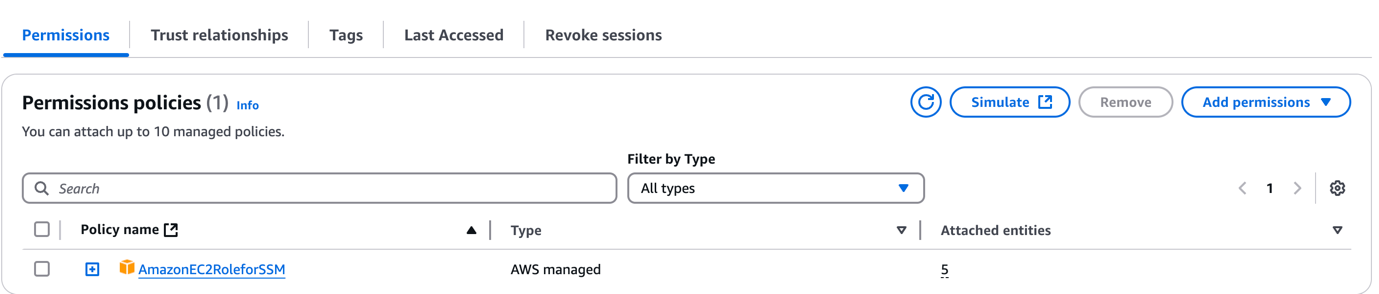 Permissions Trust relationships Tags Last Accessed Revoke sessions
Permissions policies (1) Info Simulate Remove Add permissions
You can attach up to 10 managed policies.
Filter by Type
Search All types 1
Policy name Type Attached entities
AmazonEC2RoleforSSM AWS managed 5